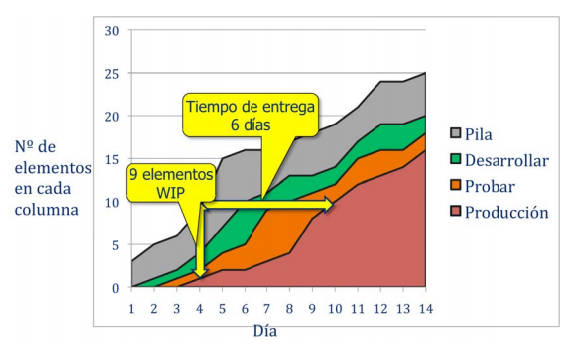 30
25
20
15
10
5
0
Nº de
elementos
en cada
columna
Tiempo de entrega
6 días
9 elementos
WIP
Pila
Desarrollar
Probar
Producción
1 2 3 4 5 6 7 8 9 10 11 12 13 14
Día